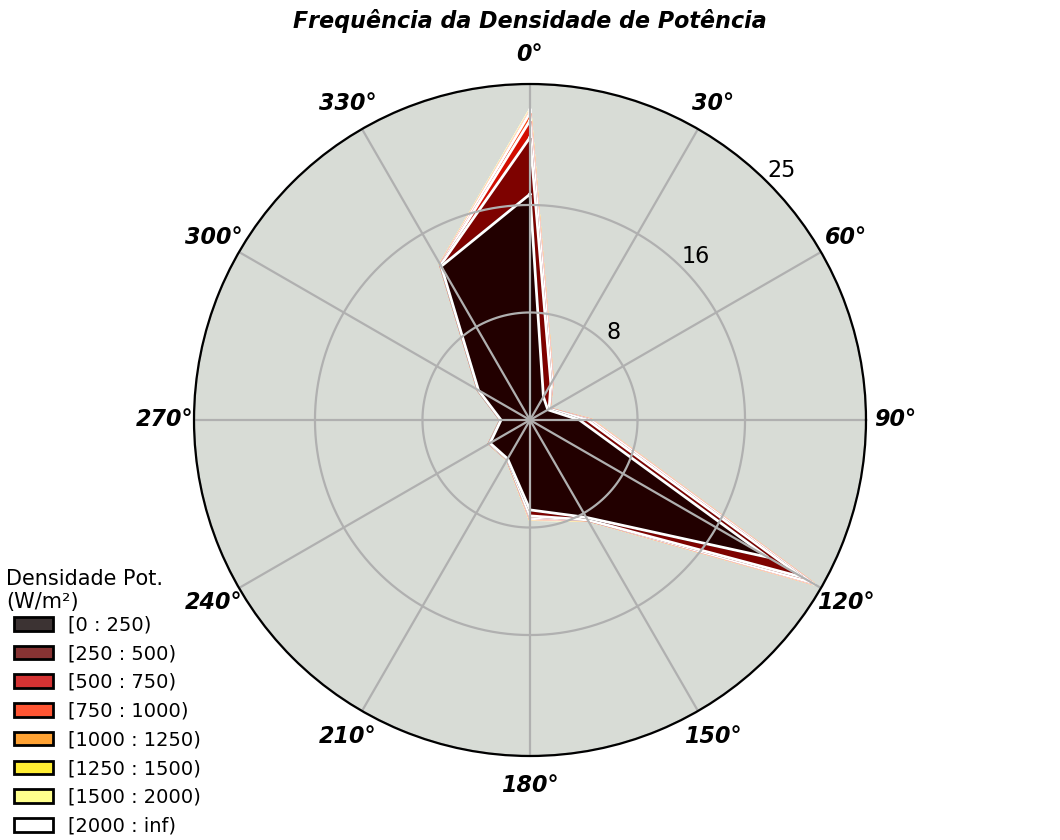 Frequência da Densidade de Potência
0°
330°
30°
25
300°
60°
16
8
270°
90°
Densidade Pot.
(W/m²)
240°
120°
[0 : 250)
[250 : 500)
[500 : 750)
[750 : 1000)
210°
150°
[1000 : 1250)
[1250 : 1500)
180°
[1500 : 2000)
[2000 : inf)